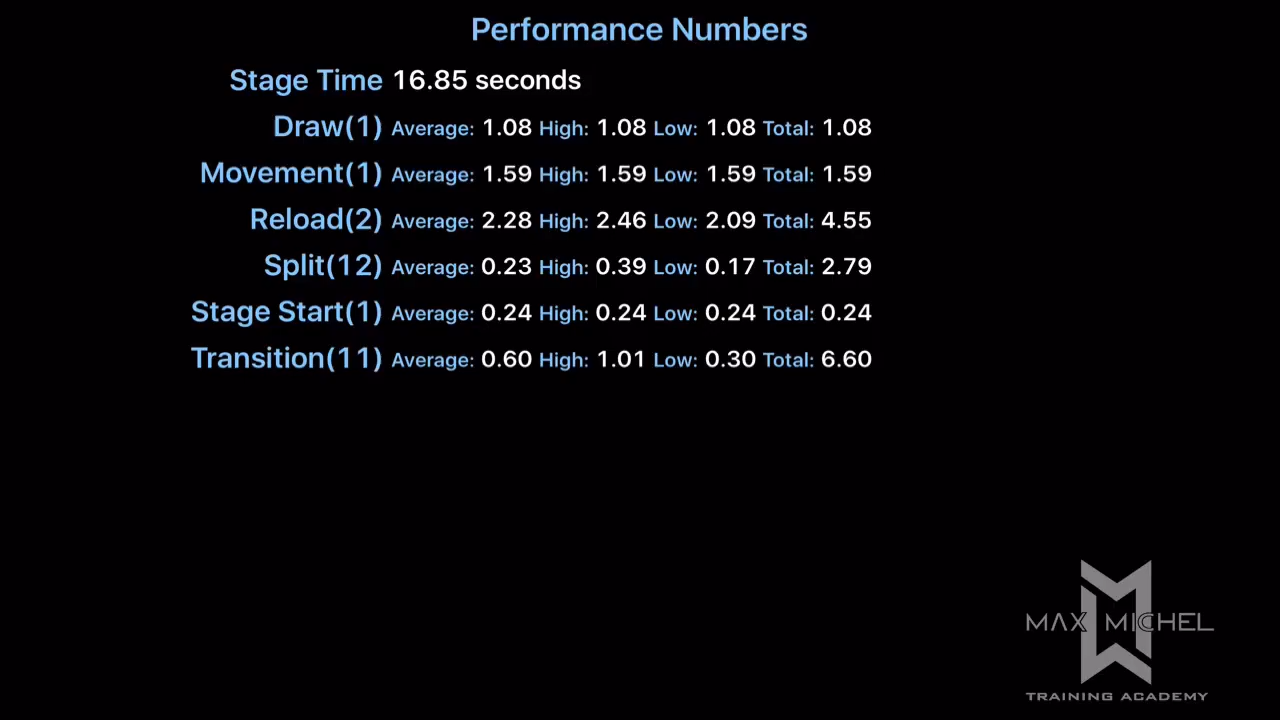 Performance Numbers
Stage Time 16.85 seconds
Draw(1) Average: 1.08 High: 1.08 Low: 1.08 Total: 1.08
Movement(1) Average: 1.59 High: 1.59 Low: 1.59 Total: 1.59
Reload(2) Average: 2.28 High: 2.46 Low: 2.09 Total: 4.55
Split(12) Average: 0.23 High: 0.39 Low: 0.17 Total: 2.79
Stage Start(1) Average: 0.24 High: 0.24 Low: 0.24 Total: 0.24
Transition(11) Average: 0.60 High: 1.01 Low: 0.30 Total: 6.60
MAX MICHEL
TRAINING ACADEMY